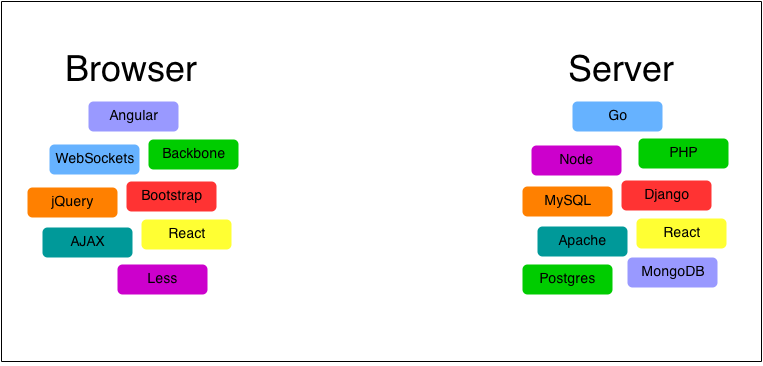 Browser
Angular
WebSockets
Backbone
jQuery
Bootstrap
AJAX
React
Less
Server
Go
Node
PHP
MySQL
Django
Apache
React
Postgres
MongoDB